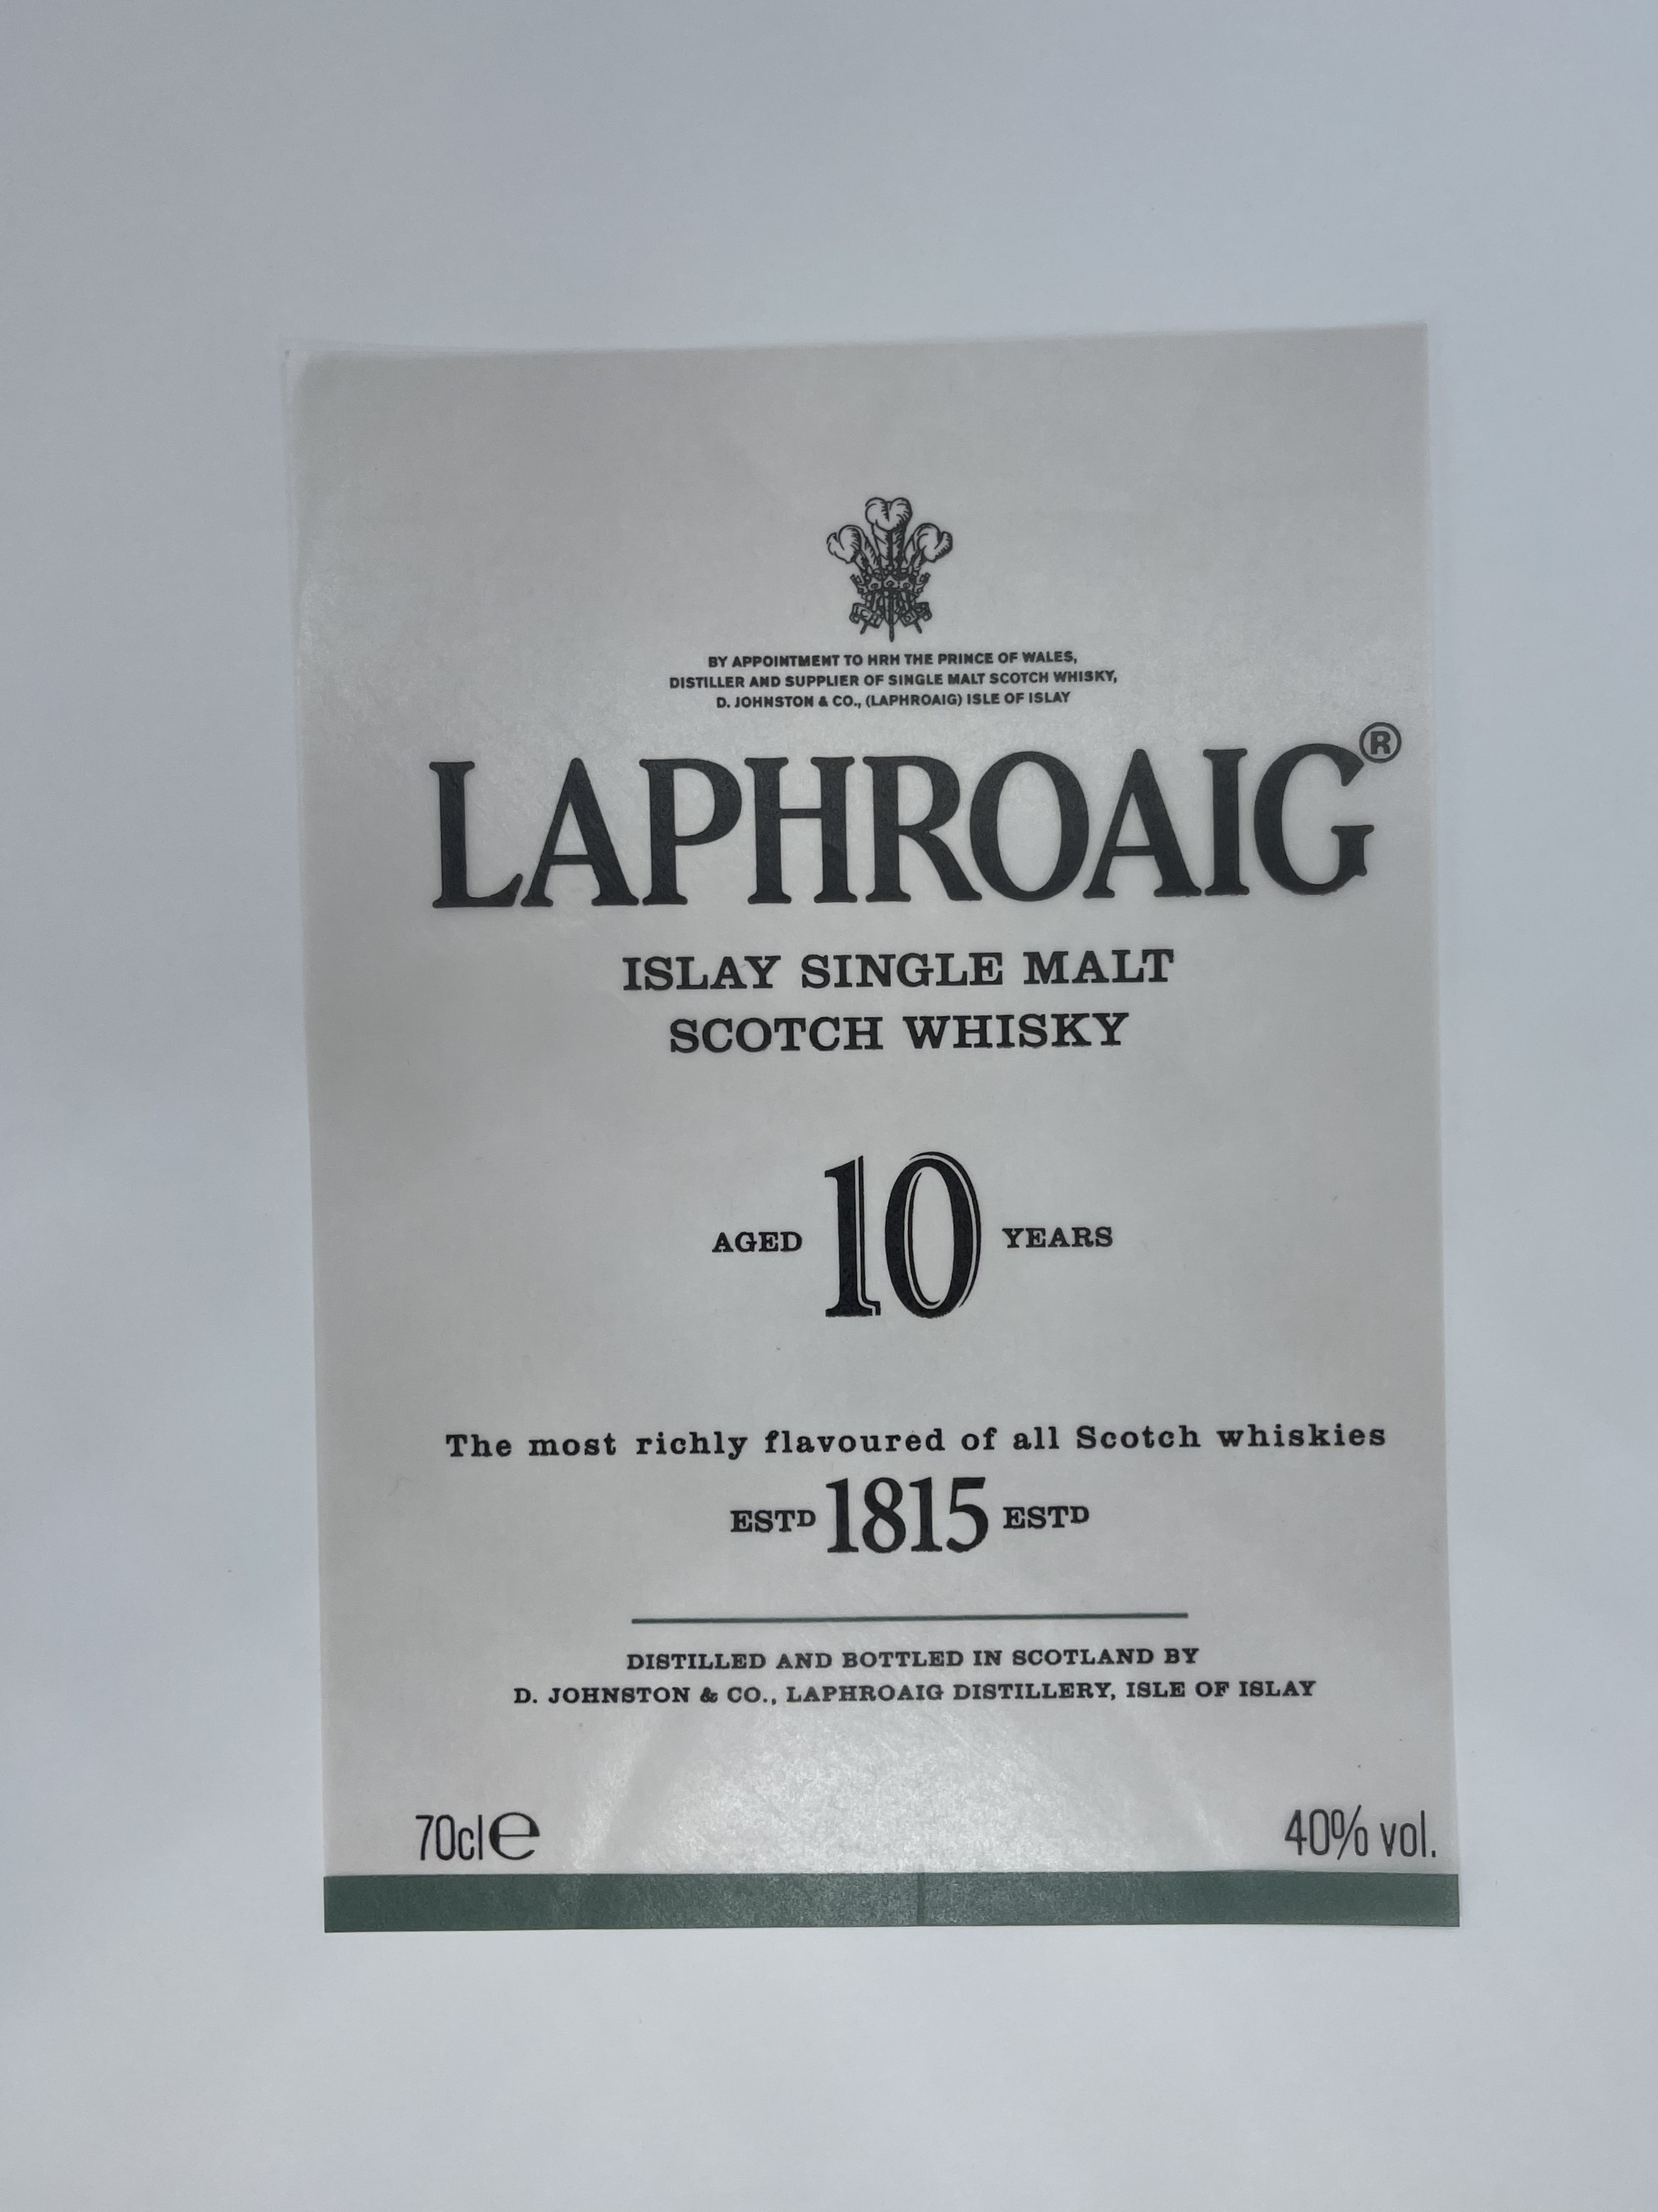 BY APPOINTMENT TO HRH THE PRINCE OF WALES,
DISTILLER AND SUPPLIER OF SINGLE MALT SCOTCH WHISKY,
D. JOHNSTON & CO., (LAPHROAIG) ISLE OF ISLAY
LAPHROAIG®
ISLAY SINGLE MALT
SCOTCH WHISKY
AGED 10 YEARS
The most richly flavoured of all Scotch whiskies
ESTD 1815 ESTD
DISTILLED AND BOTTLED IN SCOTLAND BY
D. JOHNSTON & CO., LAPHROAIG DISTILLERY, ISLE OF ISLAY
70cl℮ 40% vol.